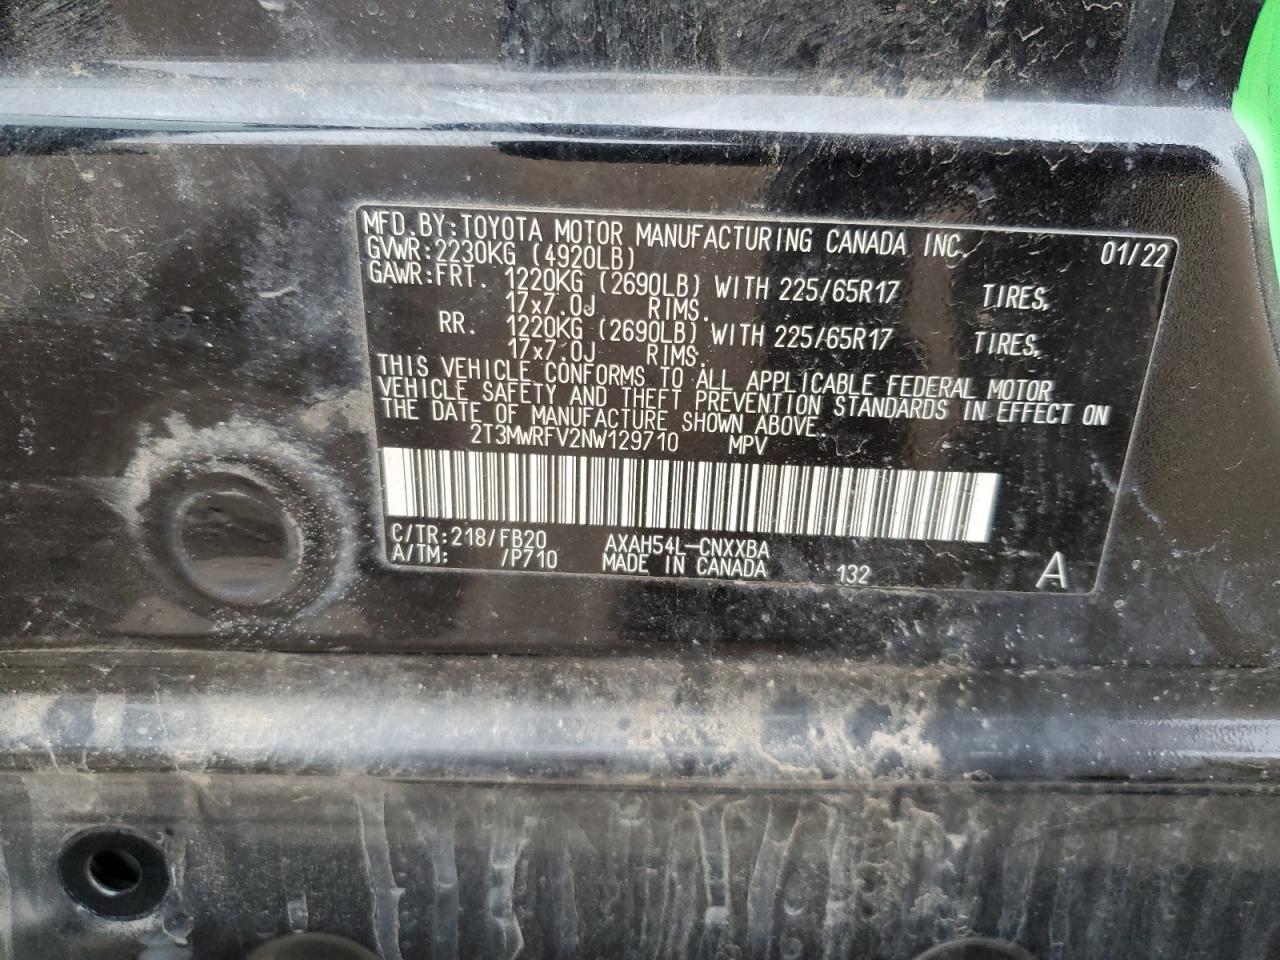 MFD.BY:TOYOTA MOTOR MANUFACTURING CANADA INC. 01/22
GVWR:2230KG (4920LB)
GAWR:FRT. 1220KG (2690LB) WITH 225/65R17 TIRES,
17x7.0J RIMS.
RR. 1220KG (2690LB) WITH 225/65R17 TIRES,
17x7.0J RIMS.
THIS VEHICLE CONFORMS TO ALL APPLICABLE FEDERAL MOTOR
VEHICLE SAFETY AND THEFT PREVENTION STANDARDS IN EFFECT ON
THE DATE OF MANUFACTURE SHOWN ABOVE.
2T3MWRFV2NW129710 MPV
C/TR:218/FB20 AXAH54L-CNXXBA
A/TM: /P710 MADE IN CANADA 132 A